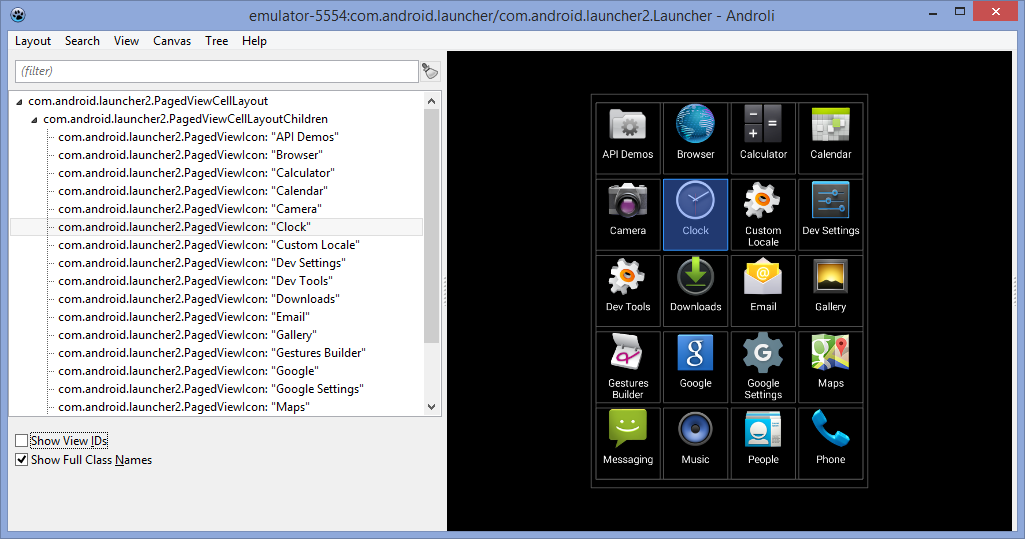 emulator-5554:com.android.launcher/com.android.launcher2.Launcher - Androli
Layout Search View Canvas Tree Help
(filter)
com.android.launcher2.PagedViewCellLayout
com.android.launcher2.PagedViewCellLayoutChildren
com.android.launcher2.PagedViewIcon: "API Demos"
com.android.launcher2.PagedViewIcon: "Browser"
com.android.launcher2.PagedViewIcon: "Calculator"
com.android.launcher2.PagedViewIcon: "Calendar"
com.android.launcher2.PagedViewIcon: "Camera"
com.android.launcher2.PagedViewIcon: "Clock"
com.android.launcher2.PagedViewIcon: "Custom Locale"
com.android.launcher2.PagedViewIcon: "Dev Settings"
com.android.launcher2.PagedViewIcon: "Dev Tools"
com.android.launcher2.PagedViewIcon: "Downloads"
com.android.launcher2.PagedViewIcon: "Email"
com.android.launcher2.PagedViewIcon: "Gallery"
com.android.launcher2.PagedViewIcon: "Gestures Builder"
com.android.launcher2.PagedViewIcon: "Google"
com.android.launcher2.PagedViewIcon: "Google Settings"
com.android.launcher2.PagedViewIcon: "Maps"
Show View IDs
Show Full Class Names
API Demos Browser Calculator Calendar
Camera Clock Custom Locale Dev Settings
Dev Tools Downloads Email Gallery
Gestures Builder Google Google Settings Maps
Messaging Music People Phone